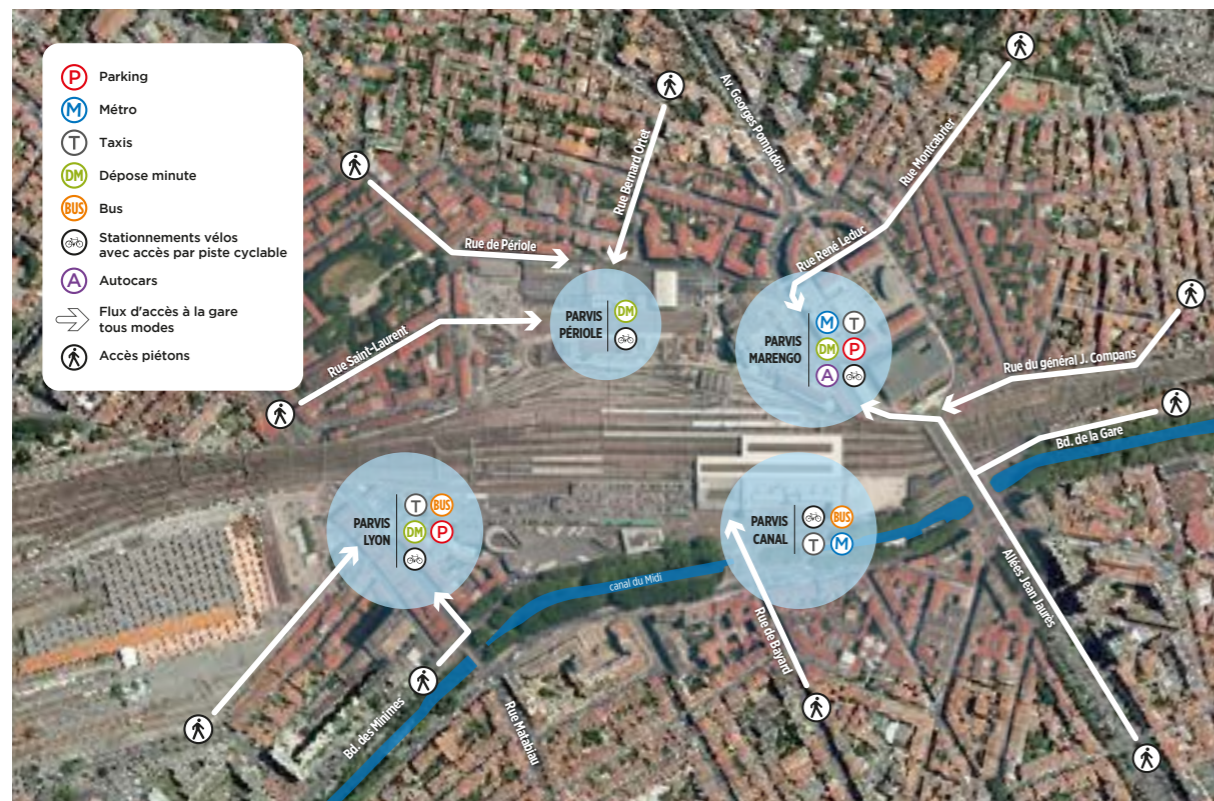 P Parking
M Métro
T Taxis
DM Dépose minute
BUS Bus
Stationnements vélos
avec accès par piste cyclable
A Autocars
Flux d'accès à la gare
tous modes
Accès piétons
Rue Bernard Ortet
Av. Georges Pompidou
Rue Montcabrier
Rue de Périole
Rue René Leduc
Rue Saint-Laurent
PARVIS
PÉRIOLE
DM
PARVIS
MARENGO
M T
DM P
A
Rue du général J. Compans
Bd. de la Gare
PARVIS
LYON
T BUS
DM P
PARVIS
CANAL
BUS
T M
canal du Midi
Allées Jean Jaurès
Rue de Bayard
Bd. des Minimes
Rue Matabiau